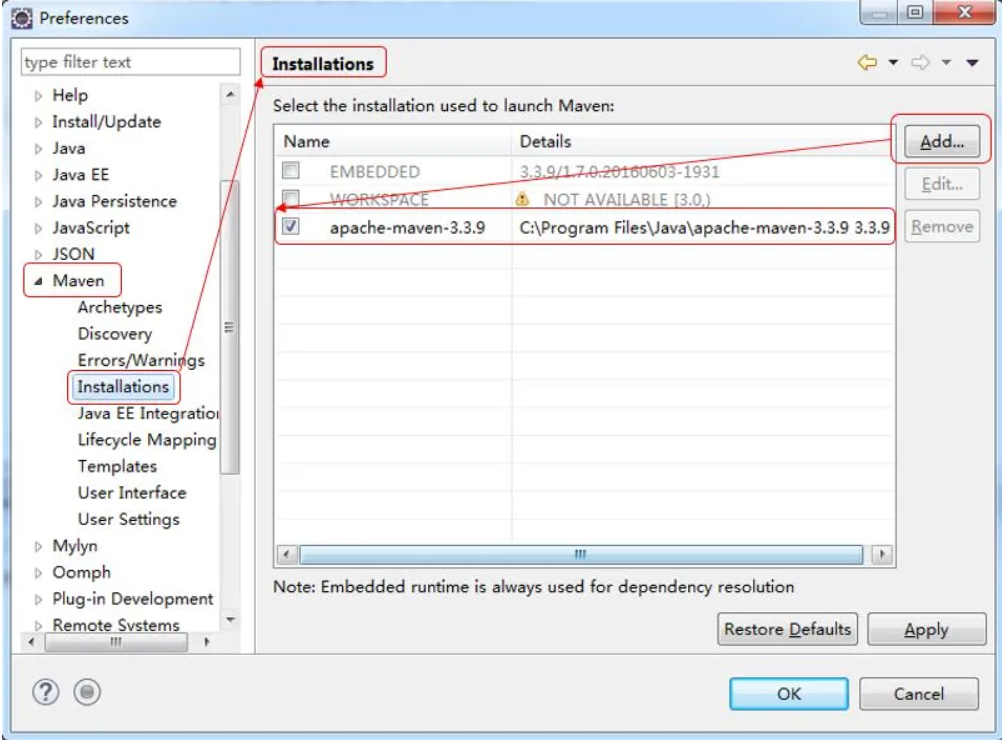 Preferences
type filter text
Help
Install/Update
Java
Java EE
Java Persistence
JavaScript
JSON
Maven
Archetypes
Discovery
Errors/Warnings
Installations
Java EE Integration
Lifecycle Mapping
Templates
User Interface
User Settings
Mylyn
Oomph
Plug-in Development
Remote Systems
Installations
Select the installation used to launch Maven:
Name Details
EMBEDDED 3.3.9/1.7.0.20160603-1931
WORKSPACE NOT AVAILABLE [3.0,)
apache-maven-3.3.9 C:\Program Files\Java\apache-maven-3.3.9 3.3.9
Add...
Edit...
Remove
Note: Embedded runtime is always used for dependency resolution
Restore Defaults Apply
OK Cancel